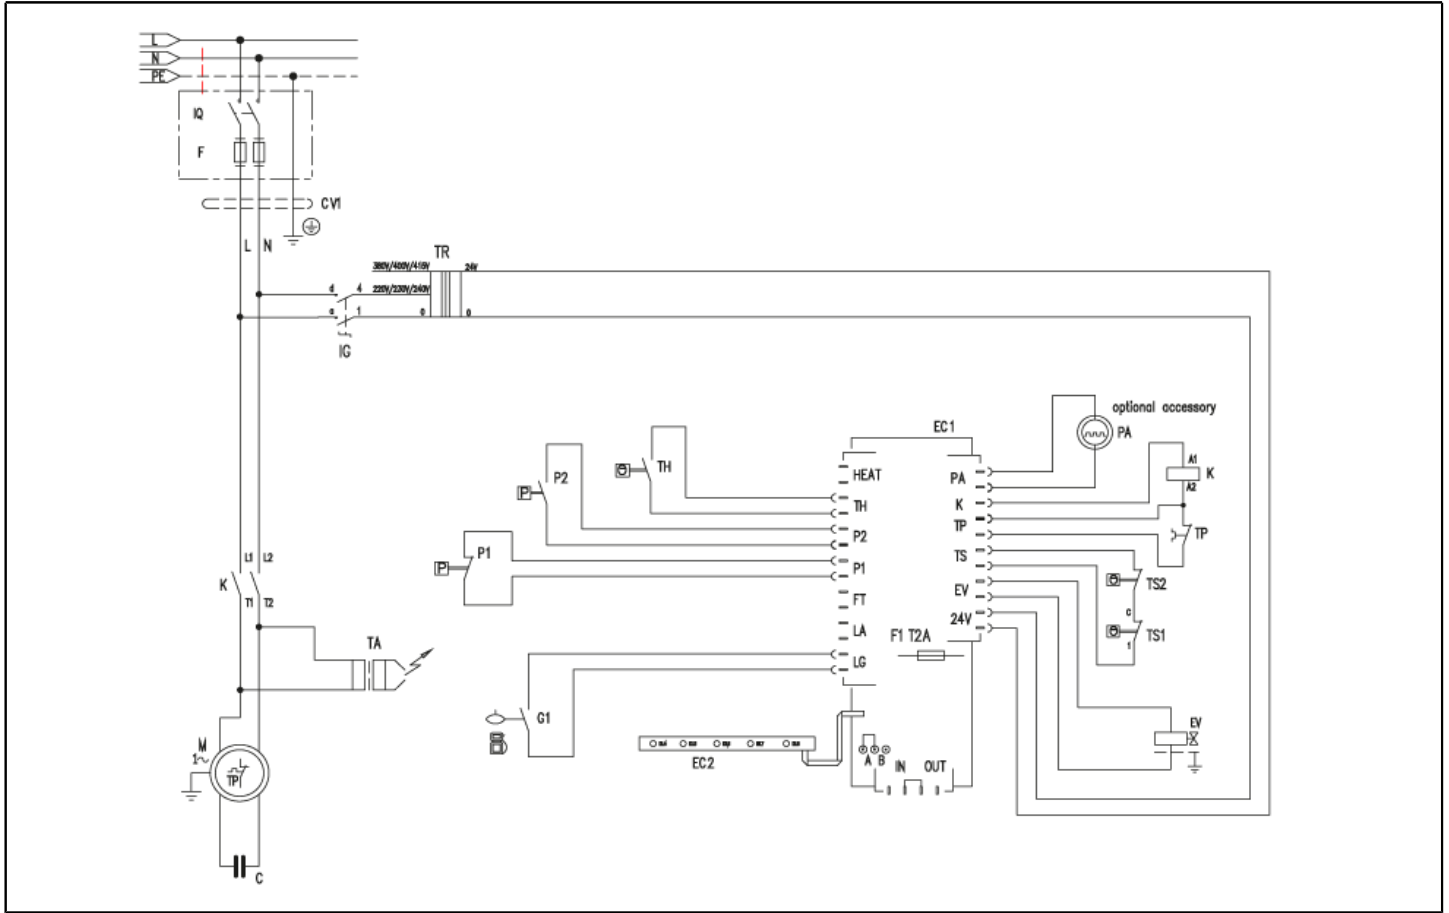 L
N
PE
IQ
F
CV1
L N
TR
380V/400V/415V 24V
d 4 220V/230V/240V
1 0 0
IG
optional accessory
PA
EC1
TH
P2
P1
HEAT
TH
P2
P1
FT
LA
LG
PA
K
TP
TS
EV
24V
F1 T2A
A1
K
A2
TP
TS2
C
TS1
1
EV
L1 L2
K
T1 T2
TA
G1
P
P
EC2
A B
IN OUT
M
1~
TP
C